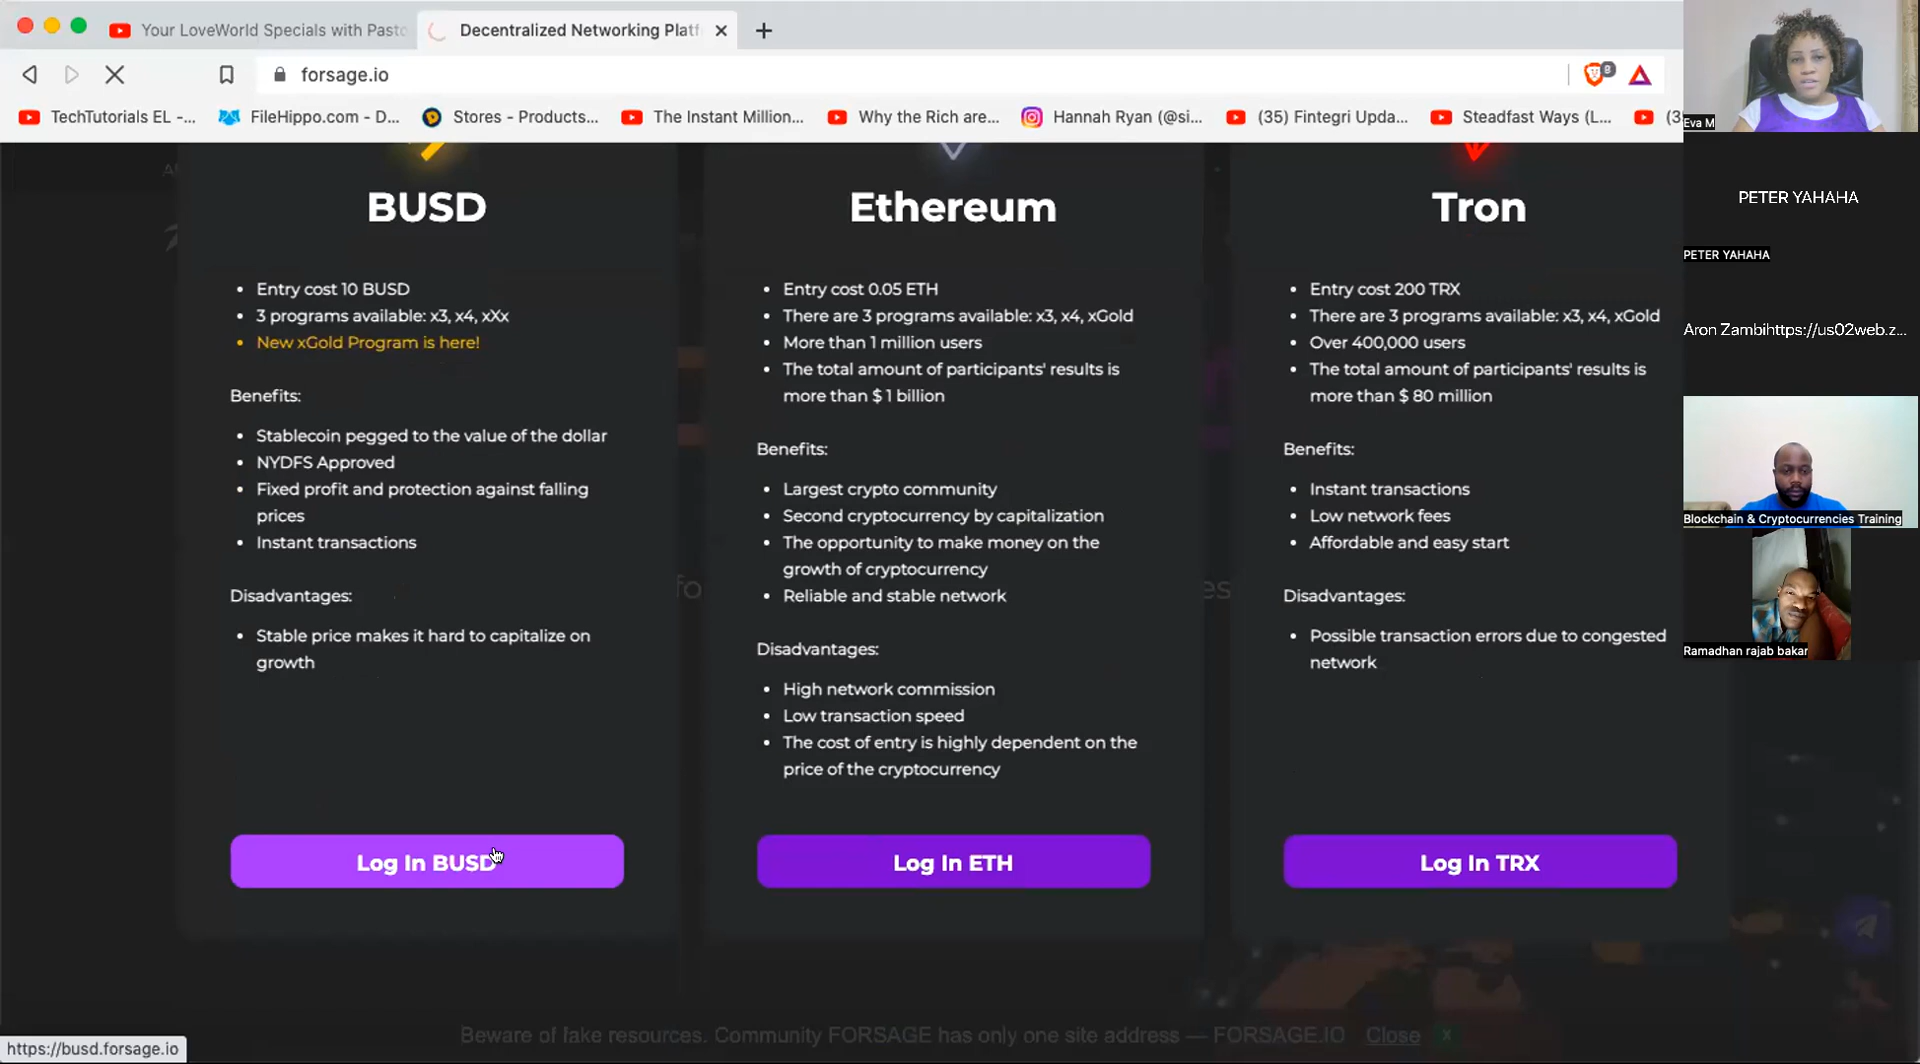 Your LoveWorld Specials with Pasto
Decentralized Networking Platf
forsage.io
8
TechTutorials EL -...
FileHippo.com - D...
Stores - Products...
The Instant Million...
Why the Rich are...
Hannah Ryan (@si...
(35) Fintegri Upda...
Steadfast Ways (L...
(3
Eva M
PETER YAHAHA
PETER YAHAHA
Aron Zambihttps://us02web.z...
Blockchain & Cryptocurrencies Training
Ramadhan rajab bakar
BUSD
• Entry cost 10 BUSD
• 3 programs available: x3, x4, xXx
• New xGold Program is here!
Benefits:
• Stablecoin pegged to the value of the dollar
• NYDFS Approved
• Fixed profit and protection against falling
prices
• Instant transactions
Disadvantages:
• Stable price makes it hard to capitalize on
growth
Log In BUSD
Ethereum
• Entry cost 0.05 ETH
• There are 3 programs available: x3, x4, xGold
• More than 1 million users
• The total amount of participants' results is
more than $ 1 billion
Benefits:
• Largest crypto community
• Second cryptocurrency by capitalization
• The opportunity to make money on the
growth of cryptocurrency
• Reliable and stable network
Disadvantages:
• High network commission
• Low transaction speed
• The cost of entry is highly dependent on the
price of the cryptocurrency
Log In ETH
Tron
• Entry cost 200 TRX
• There are 3 programs available: x3, x4, xGold
• Over 400,000 users
• The total amount of participants' results is
more than $ 80 million
Benefits:
• Instant transactions
• Low network fees
• Affordable and easy start
Disadvantages:
• Possible transaction errors due to congested
network
Log In TRX
Beware of fake resources. Community FORSAGE has only one site address — FORSAGE.IO Close x
https://busd.forsage.io